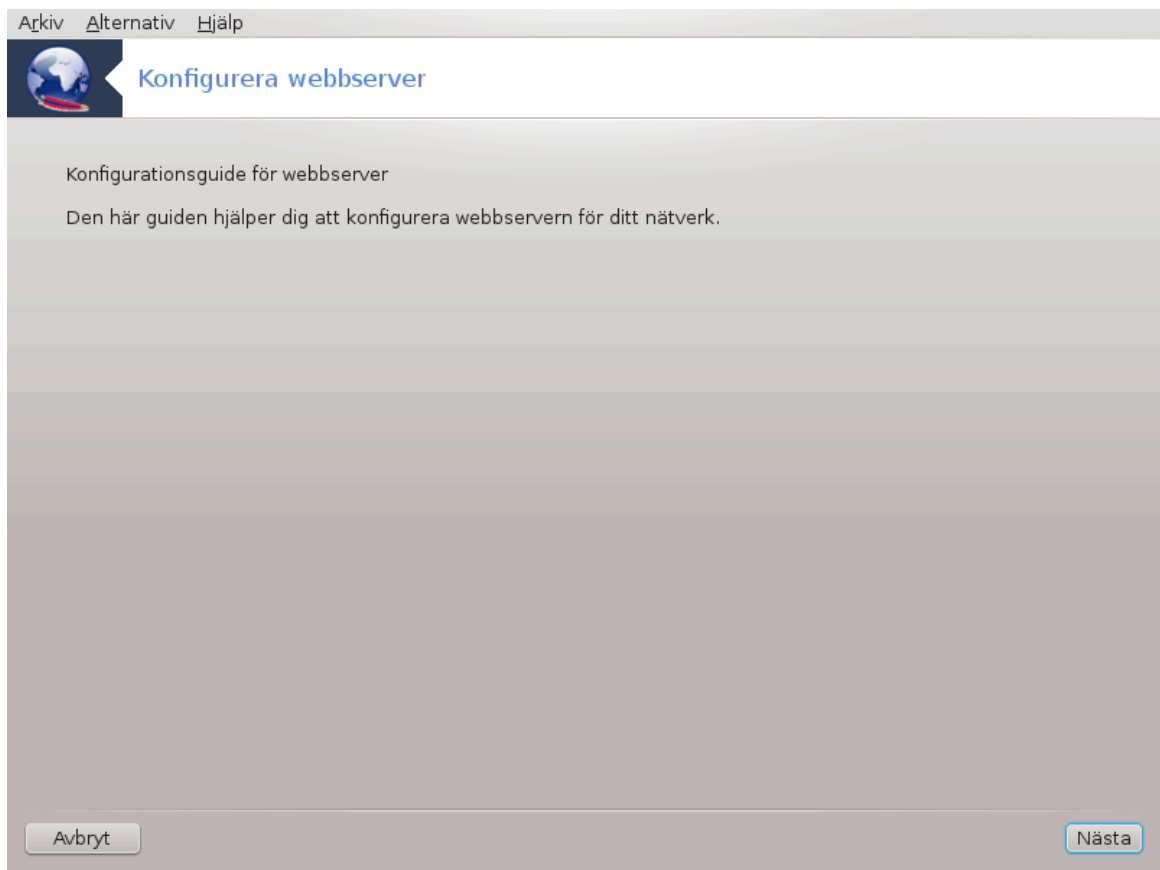 Arkiv Alternativ Hjälp
Konfigurera webbserver
Konfigurationsguide för webbserver
Den här guiden hjälper dig att konfigurera webbservern för ditt nätverk.
Avbryt Nästa